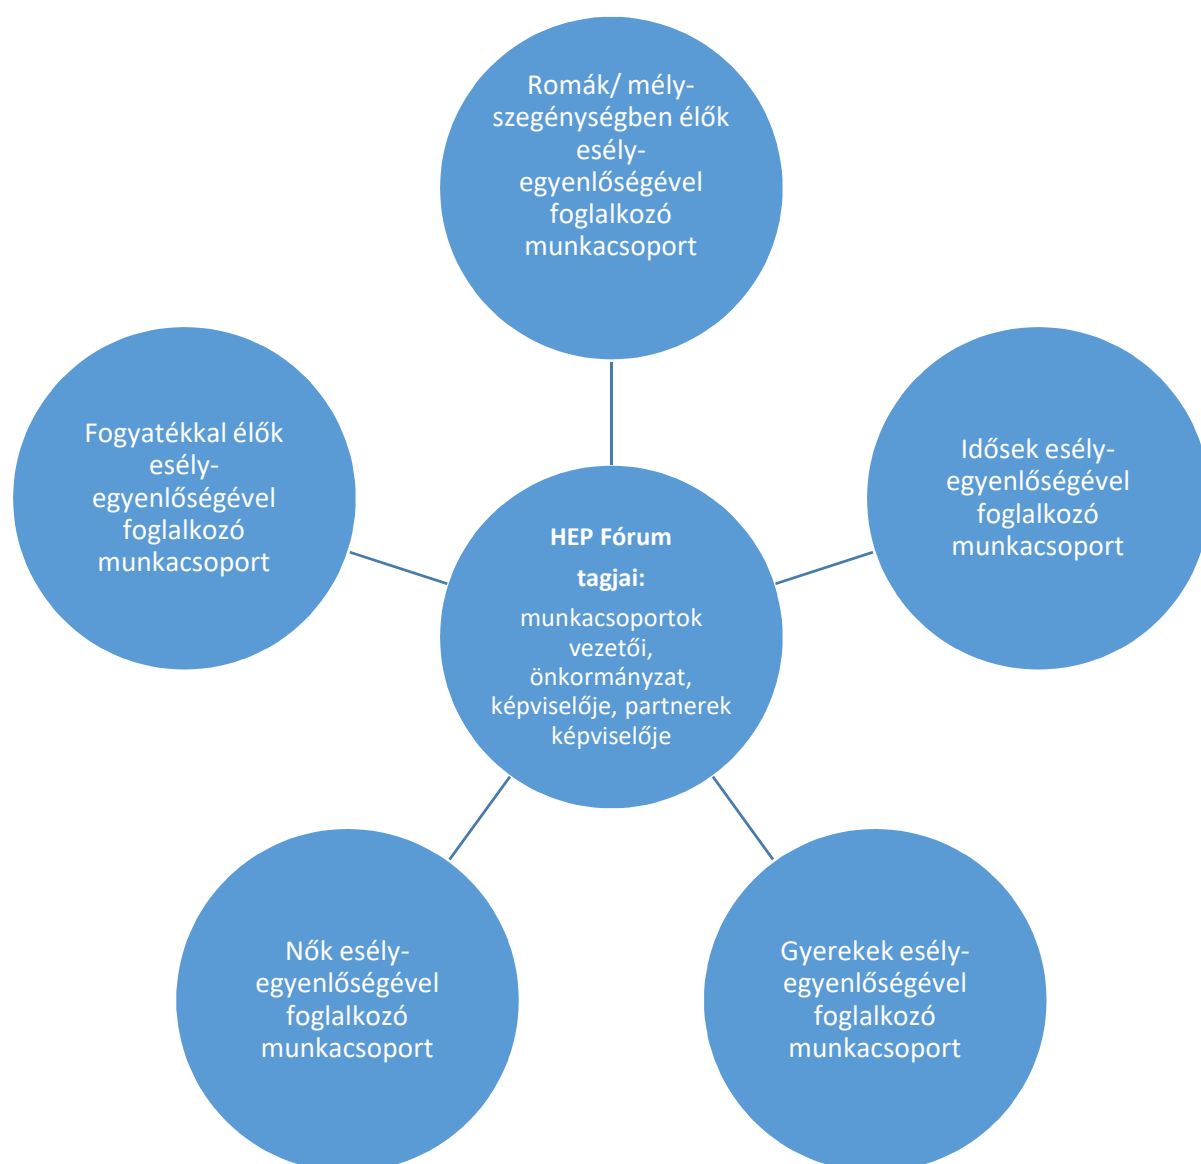 Romák/ mély-
szegénységben élők
esély-
egyenlőségével
foglalkozó
munkacsoport
Fogyatékkal élők
esély-
egyenlőségével
foglalkozó
munkacsoport
Idősek esély-
egyenlőségével
foglalkozó
munkacsoport
HEP Fórum
tagjai:
munkacsoportok
vezetői,
önkormányzat,
képviselője, partnerek
képviselője
Nők esély-
egyenlőségével
foglalkozó
munkacsoport
Gyerekek esély-
egyenlőségével
foglalkozó
munkacsoport